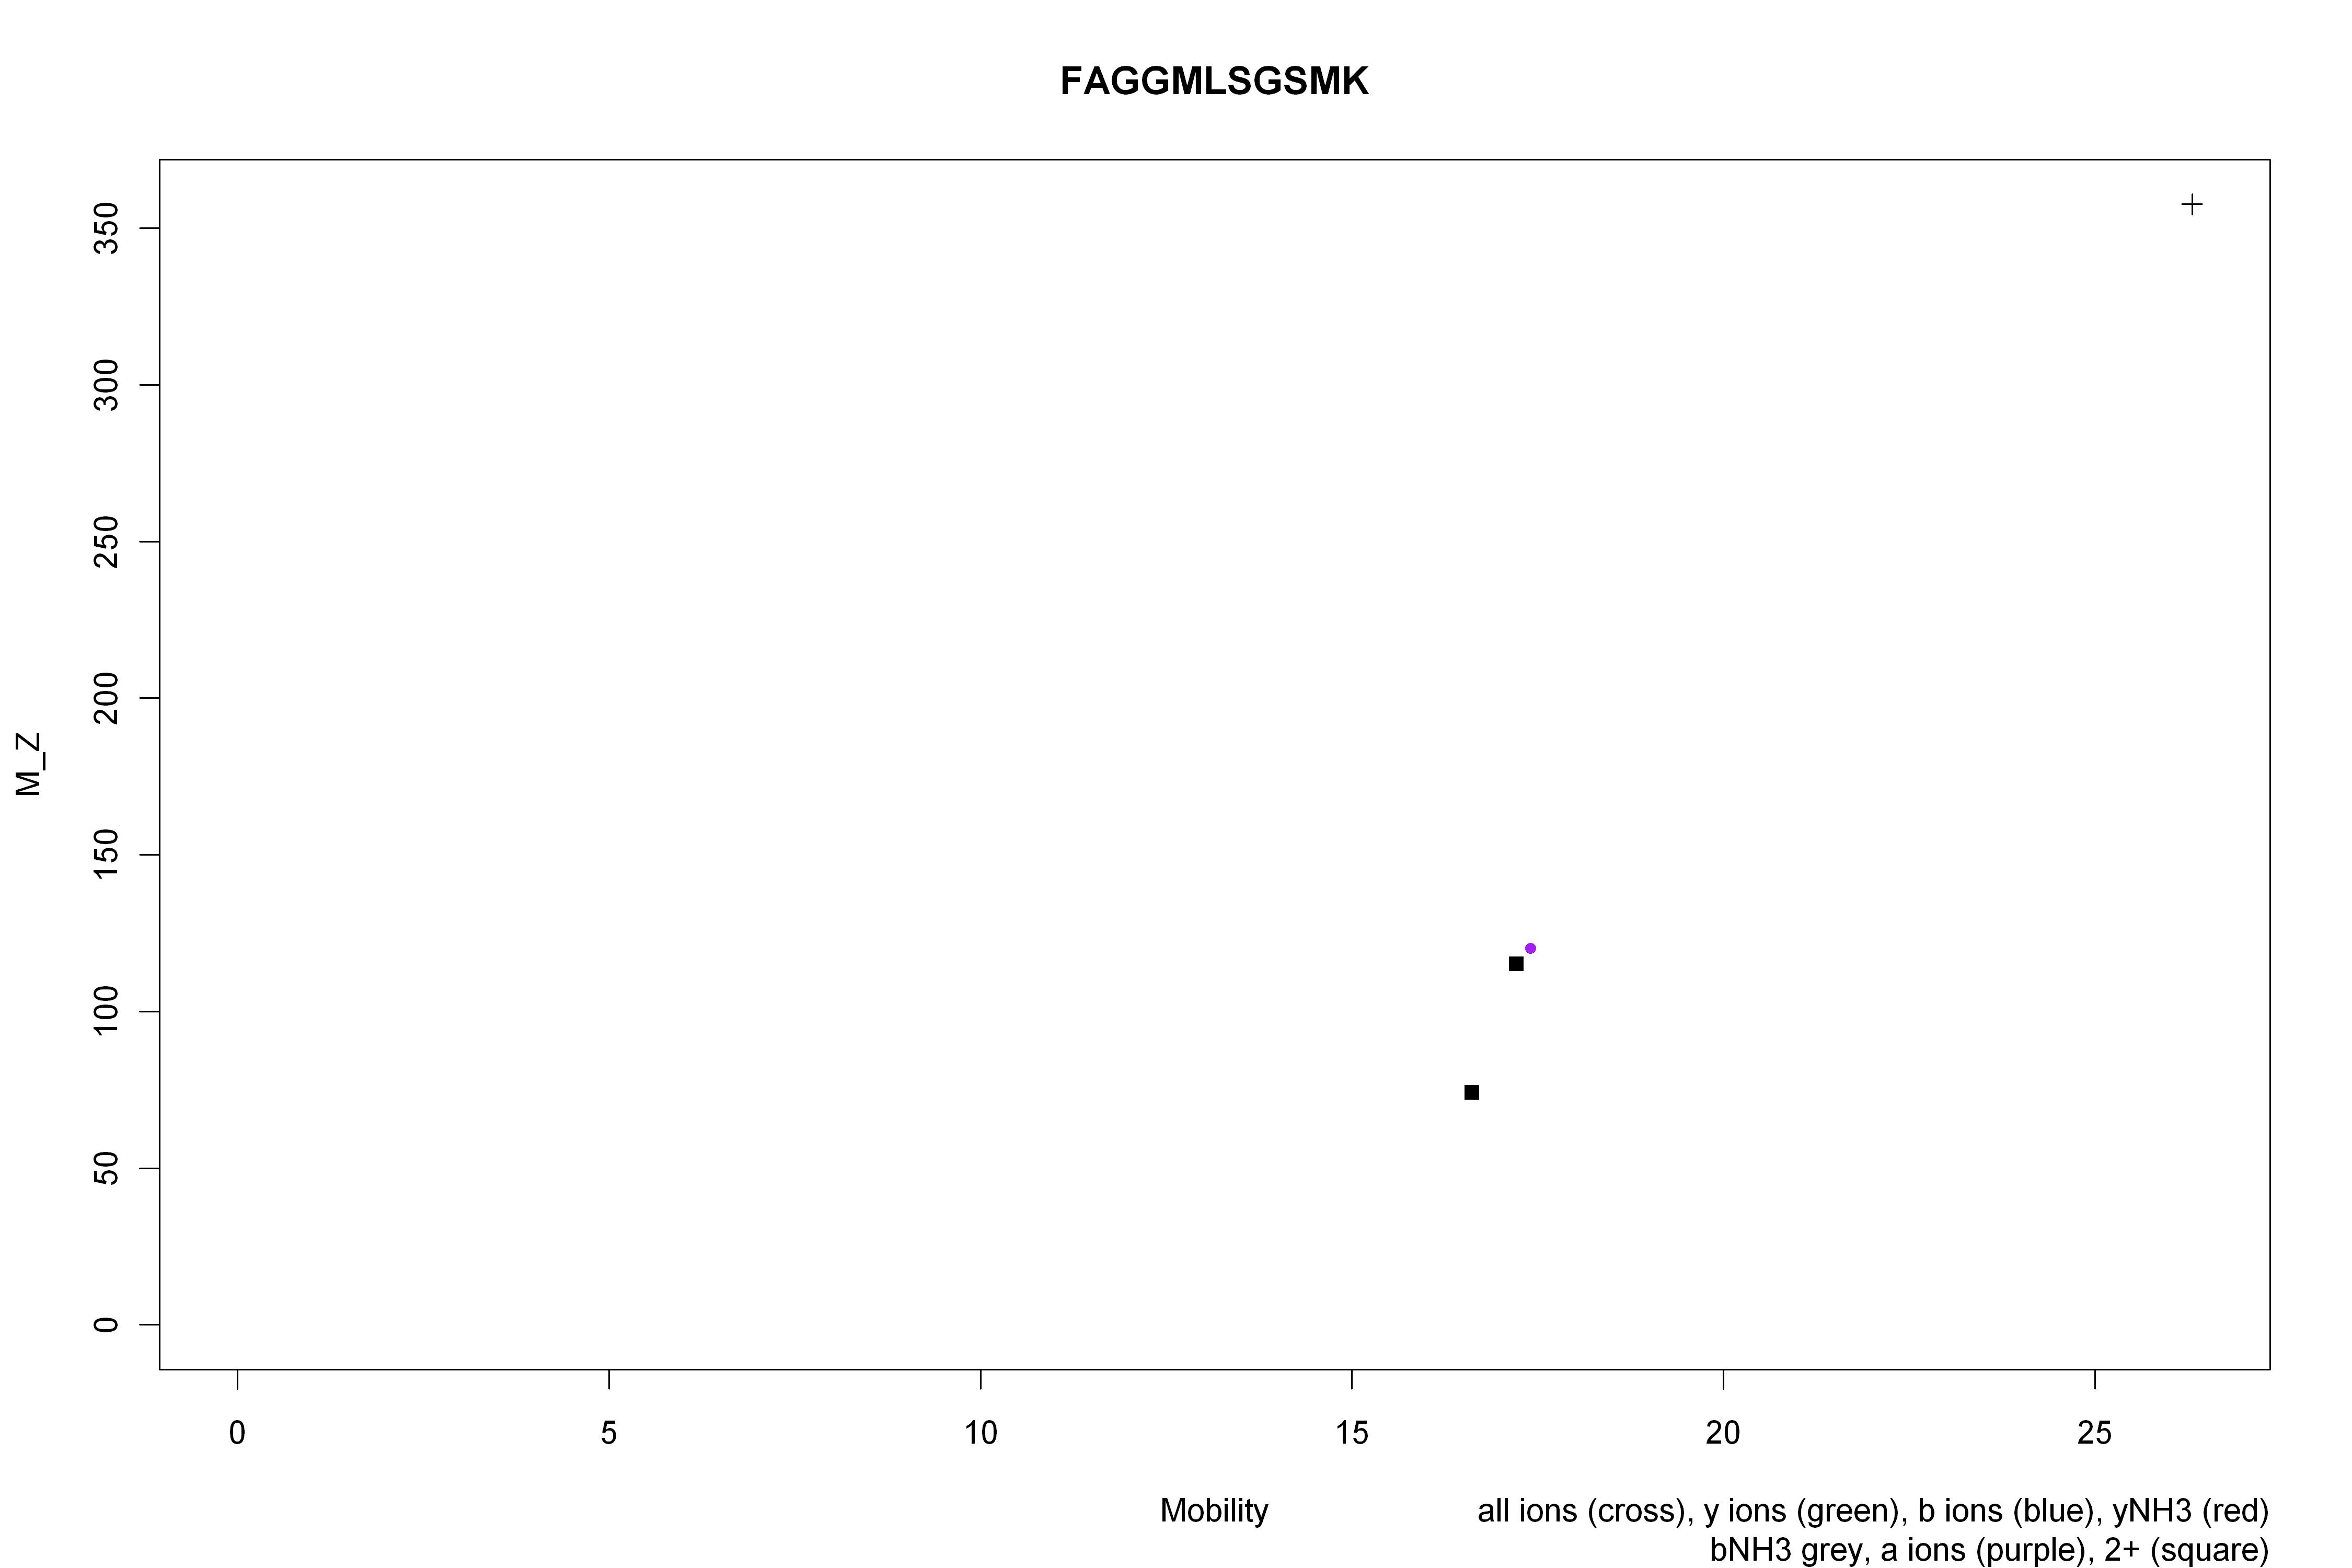 FAGGMLSGSMK
350
300
250
200
150
100
50
0
M_Z
0 5 10 15 20 25
Mobility
all ions (cross), y ions (green), b ions (blue), yNH3 (red)
bNH3 grey, a ions (purple), 2+ (square)